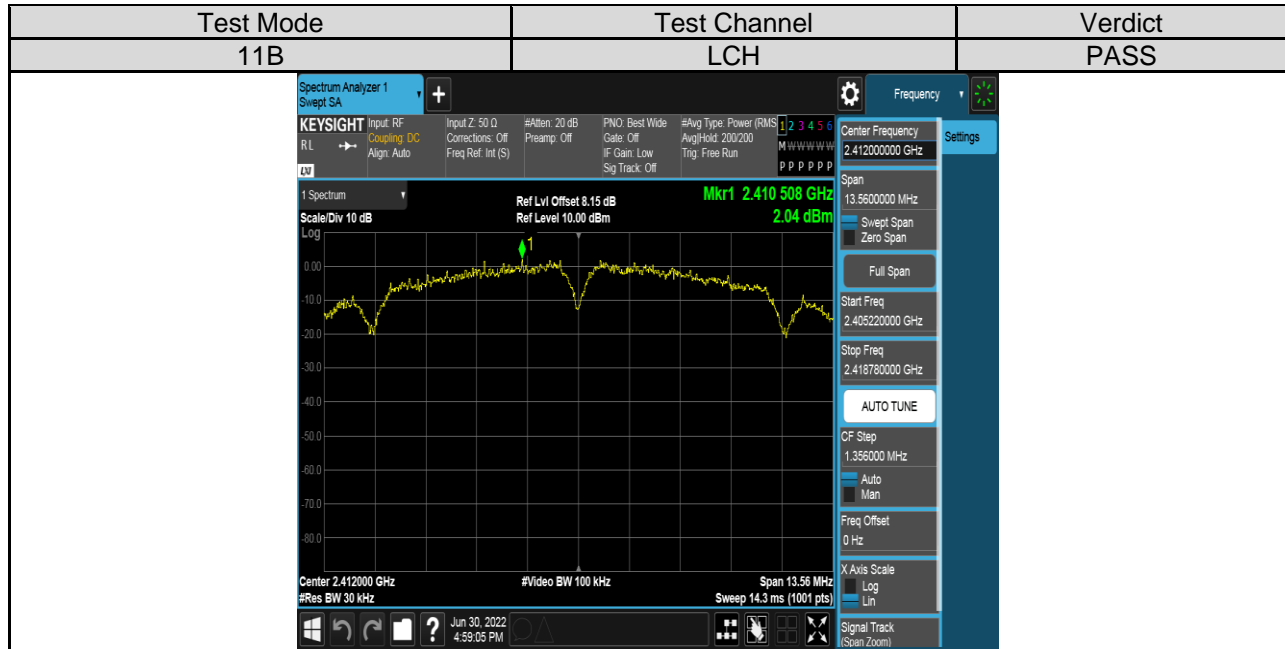 Test Mode Test Channel Verdict
11B LCH PASS
Spectrum Analyzer 1
Swept SA
+
Frequency
KEYSIGHT
RL
LXI
Input: RF
Coupling: DC
Align: Auto
Input Z: 50 Ω
Corrections: Off
Freq Ref: Int (S)
#Atten: 20 dB
Preamp: Off
PNO: Best Wide
Gate: Off
IF Gain: Low
Sig Track: Off
#Avg Type: Power (RMS
Avg|Hold: 200/200
Trig: Free Run
1 2 3 4 5 6
M W W W W W
P P P P P P
1 Spectrum
Scale/Div 10 dB
Log
Ref Lvl Offset 8.15 dB
Ref Level 10.00 dBm
Mkr1 2.410 508 GHz
2.04 dBm
1
0.00
-10.0
-20.0
-30.0
-40.0
-50.0
-60.0
-70.0
-80.0
Center 2.412000 GHz
#Res BW 30 kHz
#Video BW 100 kHz
Span 13.56 MHz
Sweep 14.3 ms (1001 pts)
?
Jun 30, 2022
4:59:05 PM
Center Frequency
2.412000000 GHz
Settings
Span
13.5600000 MHz
Swept Span
Zero Span
Full Span
Start Freq
2.405220000 GHz
Stop Freq
2.418780000 GHz
AUTO TUNE
CF Step
1.356000 MHz
Auto
Man
Freq Offset
0 Hz
X Axis Scale
Log
Lin
Signal Track
(Span Zoom)